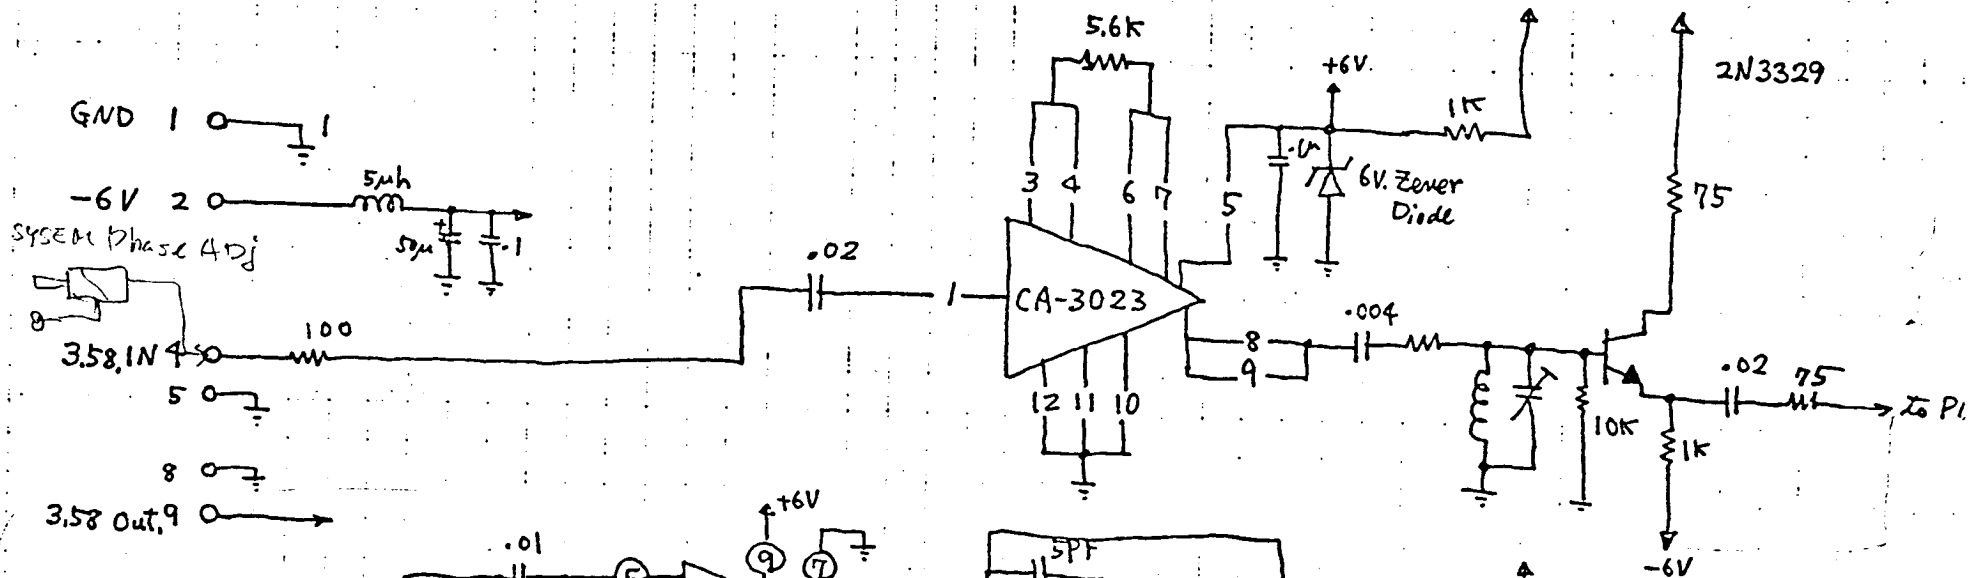 5.6K
+6V.
1K
2N3329
GND 1
1
-6V 2
5μh
50μ
+
.1
3 4 6 7 5
6V. Zener
Diode
75
SYSEM Phase ADj
.02
1
CA-3023
.004
100
3.58, IN 4
8
9
5
12 11 10
10K
1K
.02
75
to P1
8
3.58 Out, 9
-6V
+6V
.01
5
9
7
5PF